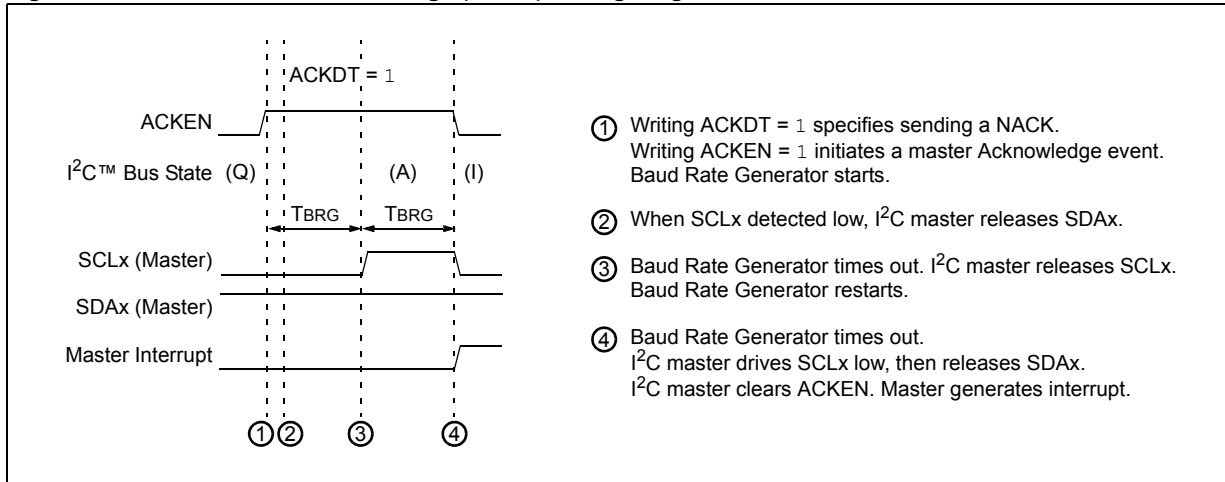 ACKDT = 1
ACKEN
I2C™ Bus State (Q) (A) (I)
TBRG TBRG
SCLx (Master)
SDAx (Master)
Master Interrupt
① ② ③ ④
① Writing ACKDT = 1 specifies sending a NACK.
Writing ACKEN = 1 initiates a master Acknowledge event.
Baud Rate Generator starts.
② When SCLx detected low, I2C master releases SDAx.
③ Baud Rate Generator times out. I2C master releases SCLx.
Baud Rate Generator restarts.
④ Baud Rate Generator times out.
I2C master drives SCLx low, then releases SDAx.
I2C master clears ACKEN. Master generates interrupt.